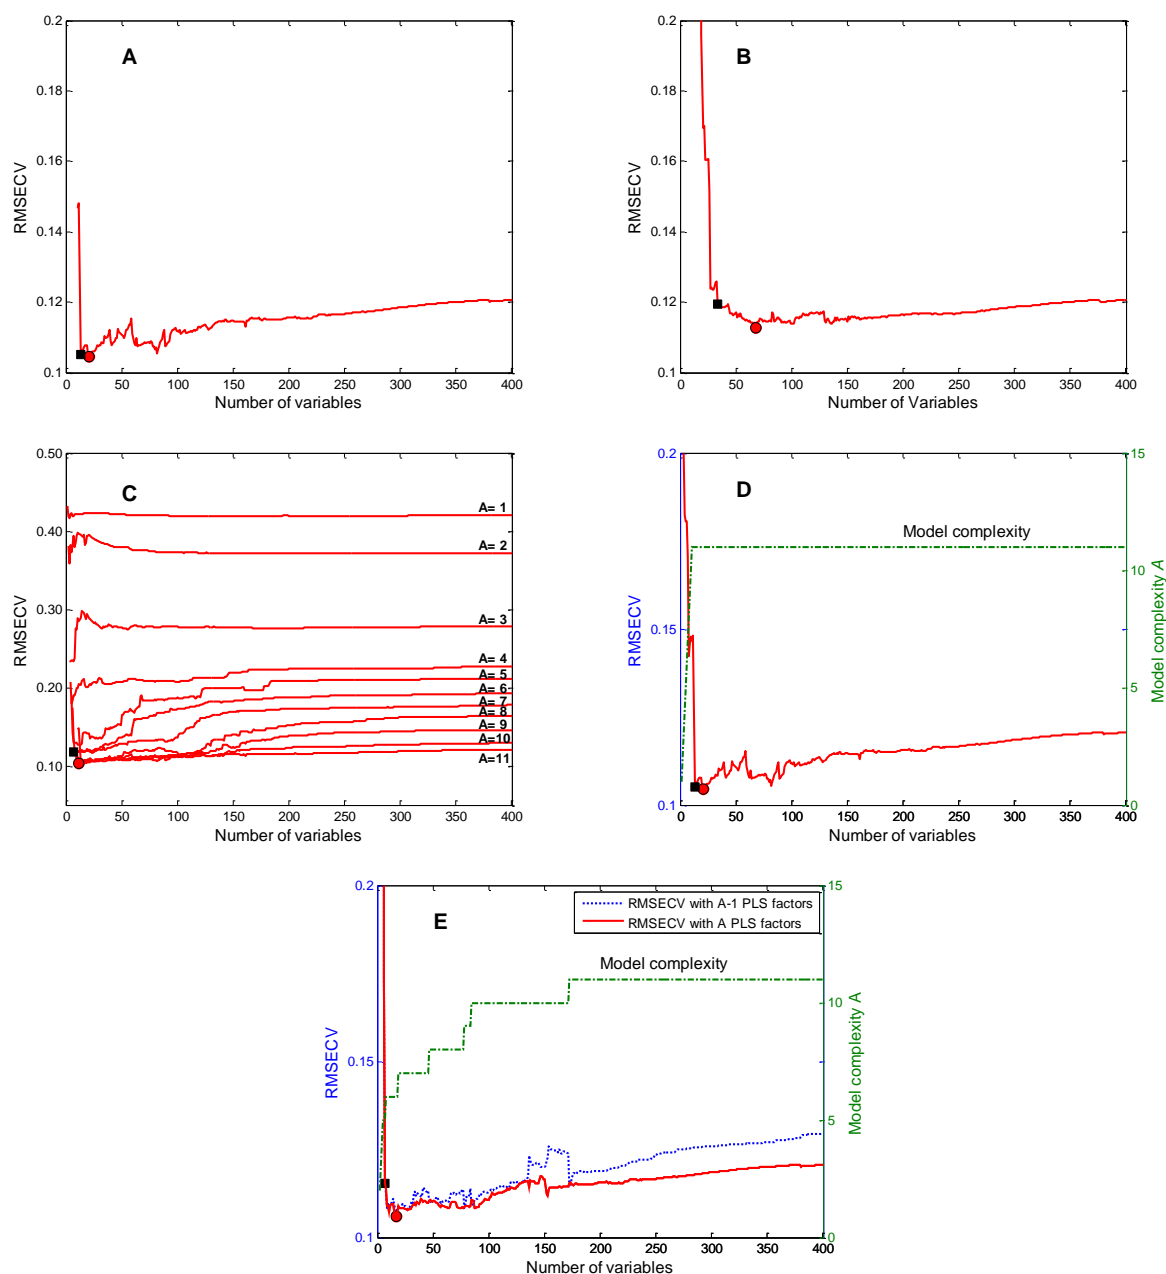 A
RMSECV
0.2
0.18
0.16
0.14
0.12
0.1
0 50 100 150 200 250 300 350 400
Number of variables
B
RMSECV
0.2
0.18
0.16
0.14
0.12
0.1
0 50 100 150 200 250 300 350 400
Number of Variables
C
RMSECV
0.50
0.40
0.30
0.20
0.10
A= 1
A= 2
A= 3
A= 4
A= 5
A= 6
A= 7
A= 8
A= 9
A=10
A=11
0 50 100 150 200 250 300 350 400
Number of variables
D
RMSECV
0.2
0.15
0.1
Model complexity
15
10
5
0
Model complexity A
0 50 100 150 200 250 300 350 400
Number of variables
E
RMSECV
0.2
0.15
0.1
RMSECV with A-1 PLS factors
RMSECV with A PLS factors
Model complexity
15
10
5
0
Model complexity A
0 50 100 150 200 250 300 350 400
Number of variables